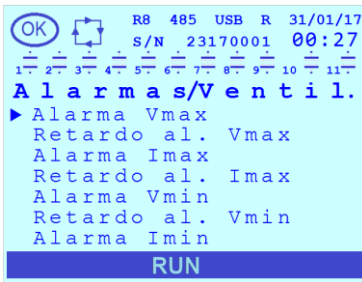 OK R8 485 USB R 31/01/17
S/N 23170001 00:27
1 2 3 4 5 6 7 8 9 10 11
Alarmas/Ventil.
Alarma Vmax
Retardo al. Vmax
Alarma Imax
Retardo al. Imax
Alarma Vmin
Retardo al. Vmin
Alarma Imin
RUN